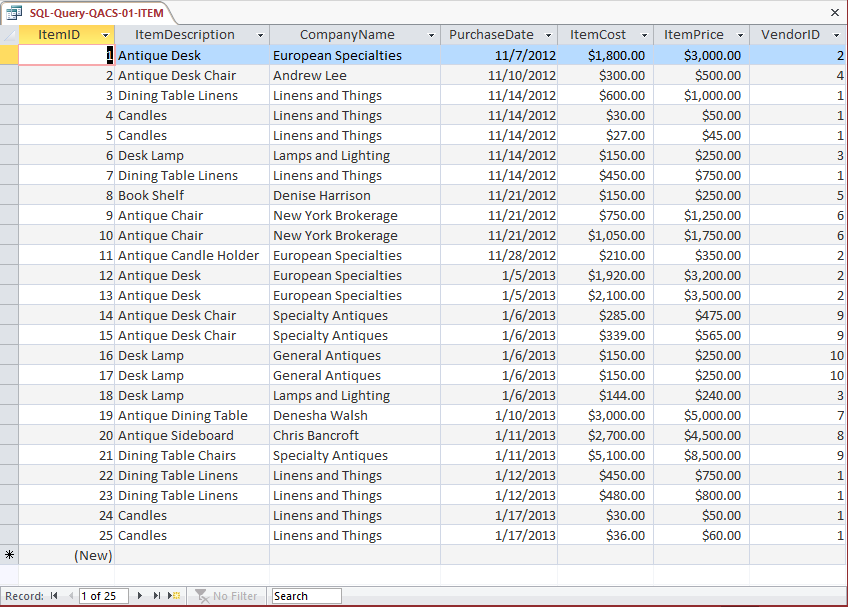 SQL-Query-QACS-01-ITEM
ItemID ItemDescription CompanyName PurchaseDate ItemCost ItemPrice VendorID
1 Antique Desk European Specialties 11/7/2012 $1,800.00 $3,000.00 2
2 Antique Desk Chair Andrew Lee 11/10/2012 $300.00 $500.00 4
3 Dining Table Linens Linens and Things 11/14/2012 $600.00 $1,000.00 1
4 Candles Linens and Things 11/14/2012 $30.00 $50.00 1
5 Candles Linens and Things 11/14/2012 $27.00 $45.00 1
6 Desk Lamp Lamps and Lighting 11/14/2012 $150.00 $250.00 3
7 Dining Table Linens Linens and Things 11/14/2012 $450.00 $750.00 1
8 Book Shelf Denise Harrison 11/21/2012 $150.00 $250.00 5
9 Antique Chair New York Brokerage 11/21/2012 $750.00 $1,250.00 6
10 Antique Chair New York Brokerage 11/21/2012 $1,050.00 $1,750.00 6
11 Antique Candle Holder European Specialties 11/28/2012 $210.00 $350.00 2
12 Antique Desk European Specialties 1/5/2013 $1,920.00 $3,200.00 2
13 Antique Desk European Specialties 1/5/2013 $2,100.00 $3,500.00 2
14 Antique Desk Chair Specialty Antiques 1/6/2013 $285.00 $475.00 9
15 Antique Desk Chair Specialty Antiques 1/6/2013 $339.00 $565.00 9
16 Desk Lamp General Antiques 1/6/2013 $150.00 $250.00 10
17 Desk Lamp General Antiques 1/6/2013 $150.00 $250.00 10
18 Desk Lamp Lamps and Lighting 1/6/2013 $144.00 $240.00 3
19 Antique Dining Table Denesha Walsh 1/10/2013 $3,000.00 $5,000.00 7
20 Antique Sideboard Chris Bancroft 1/11/2013 $2,700.00 $4,500.00 8
21 Dining Table Chairs Specialty Antiques 1/11/2013 $5,100.00 $8,500.00 9
22 Dining Table Linens Linens and Things 1/12/2013 $450.00 $750.00 1
23 Dining Table Linens Linens and Things 1/12/2013 $480.00 $800.00 1
24 Candles Linens and Things 1/17/2013 $30.00 $50.00 1
25 Candles Linens and Things 1/17/2013 $36.00 $60.00 1
* (New)
Record: 1 of 25 No Filter Search